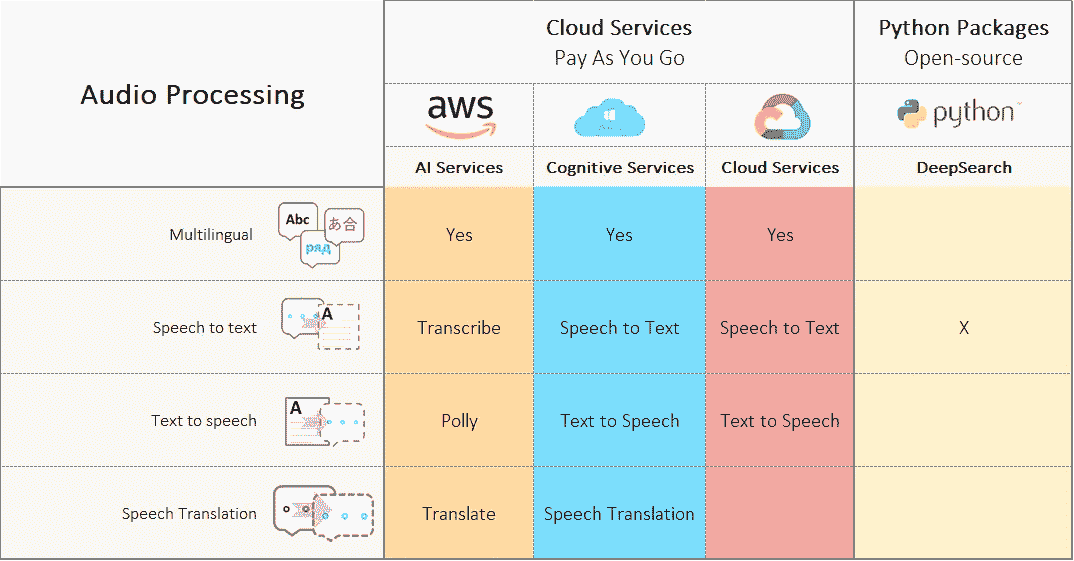 Audio Processing
Cloud Services
Pay As You Go
Python Packages
Open-source
aws
python
AI Services
Cognitive Services
Cloud Services
DeepSearch
Multilingual
Abc
あ合
ряд
Yes
Yes
Yes
Speech to text
A
Transcribe
Speech to Text
Speech to Text
X
Text to speech
A
Polly
Text to Speech
Text to Speech
Speech Translation
Translate
Speech Translation